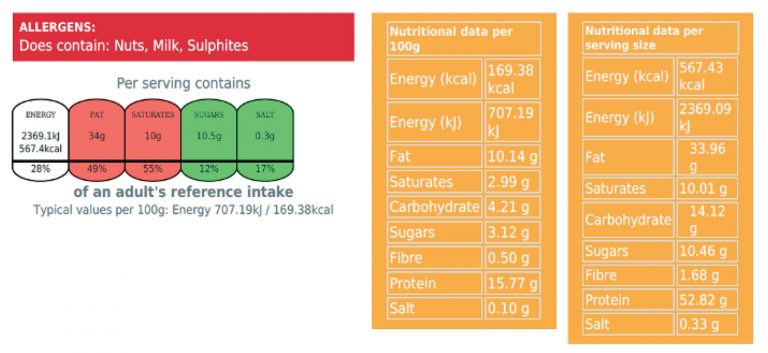 ALLERGENS:
Does contain: Nuts, Milk, Sulphites
Per serving contains
ENERGY FAT SATURATES SUGARS SALT
2369.1kJ 34g 10g 10.5g 0.3g
567.4kcal
28% 49% 55% 12% 17%
of an adult's reference intake
Typical values per 100g: Energy 707.19kJ / 169.38kcal
Nutritional data per
100g
Energy (kcal) 169.38
kcal
Energy (kJ) 707.19
kJ
Fat 10.14 g
Saturates 2.99 g
Carbohydrate 4.21 g
Sugars 3.12 g
Fibre 0.50 g
Protein 15.77 g
Salt 0.10 g
Nutritional data per
serving size
Energy (kcal) 567.43
kcal
Energy (kJ) 2369.09
kJ
Fat 33.96
g
Saturates 10.01 g
Carbohydrate 14.12
g
Sugars 10.46 g
Fibre 1.68 g
Protein 52.82 g
Salt 0.33 g